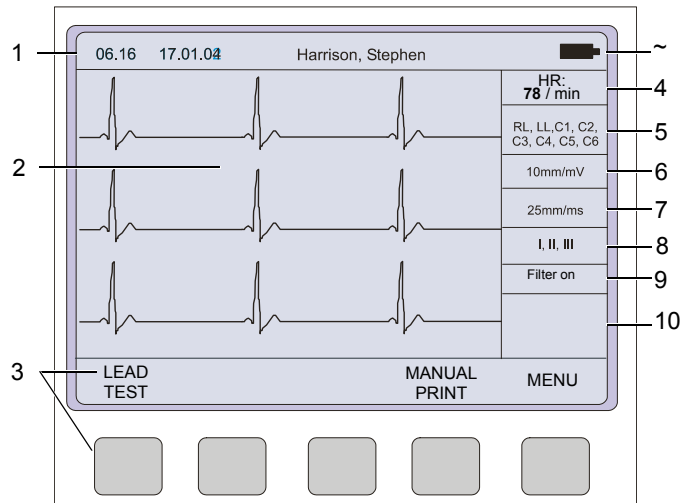 1 06.16 17.01.04 Harrison, Stephen ~
HR:
78 / min 4
RL, LL,C1, C2,
C3, C4, C5, C6 5
2 10mm/mV 6
25mm/ms 7
I, II, III 8
Filter on 9
10
3 LEAD
TEST
MANUAL
PRINT
MENU